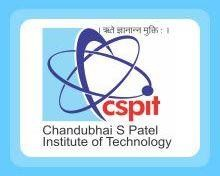 । ऋते ज्ञानान्न मुक्ति: ।
cspit
Chandubhai S Patel
Institute of Technology